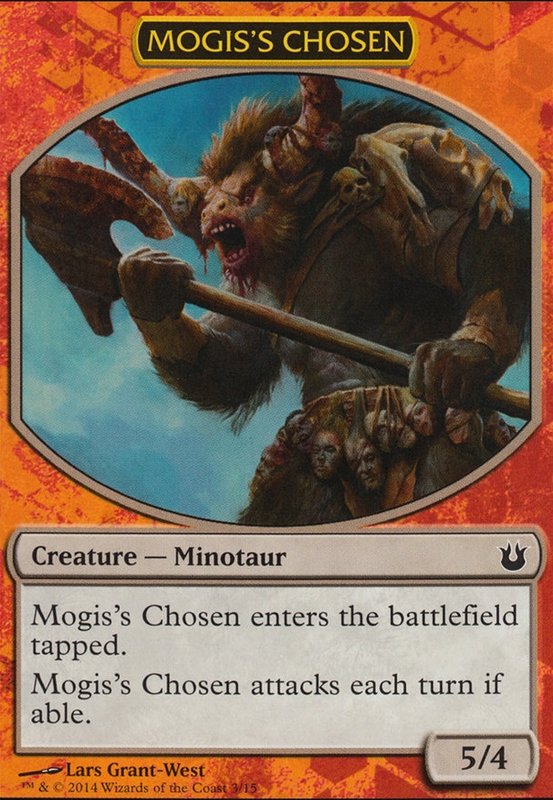 MOGIS'S CHOSEN
Creature — Minotaur
Mogis's Chosen enters the battlefield
tapped.
Mogis's Chosen attacks each turn if
able.
5/4
Lars Grant-West
™ & © 2014 Wizards of the Coast 3/15